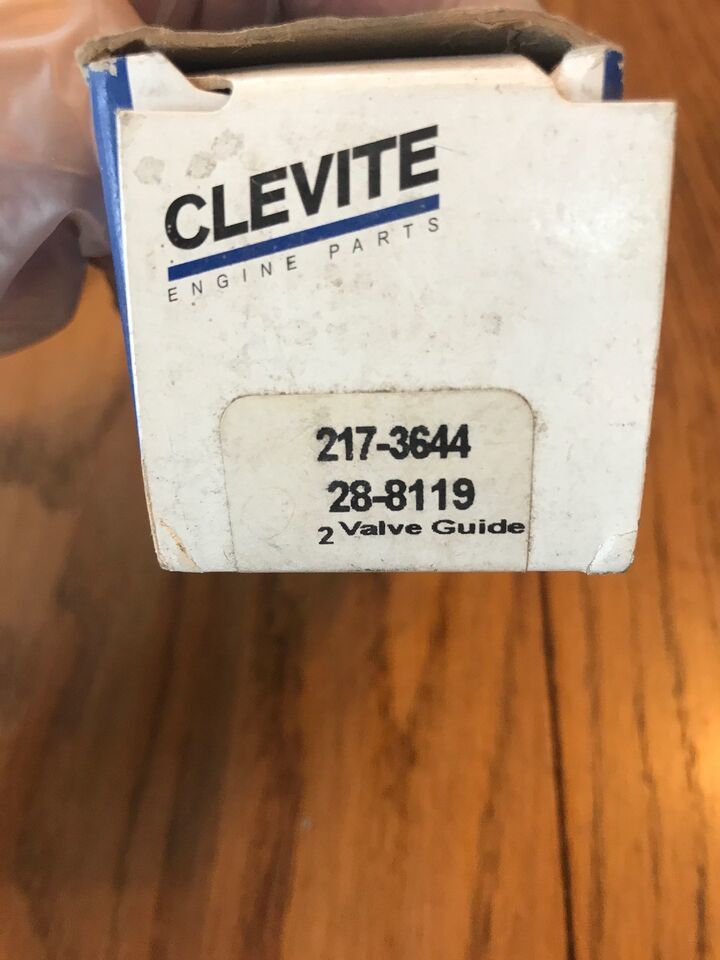 CLEVITE
ENGINE PARTS
217-3644
28-8119
2 Valve Guide